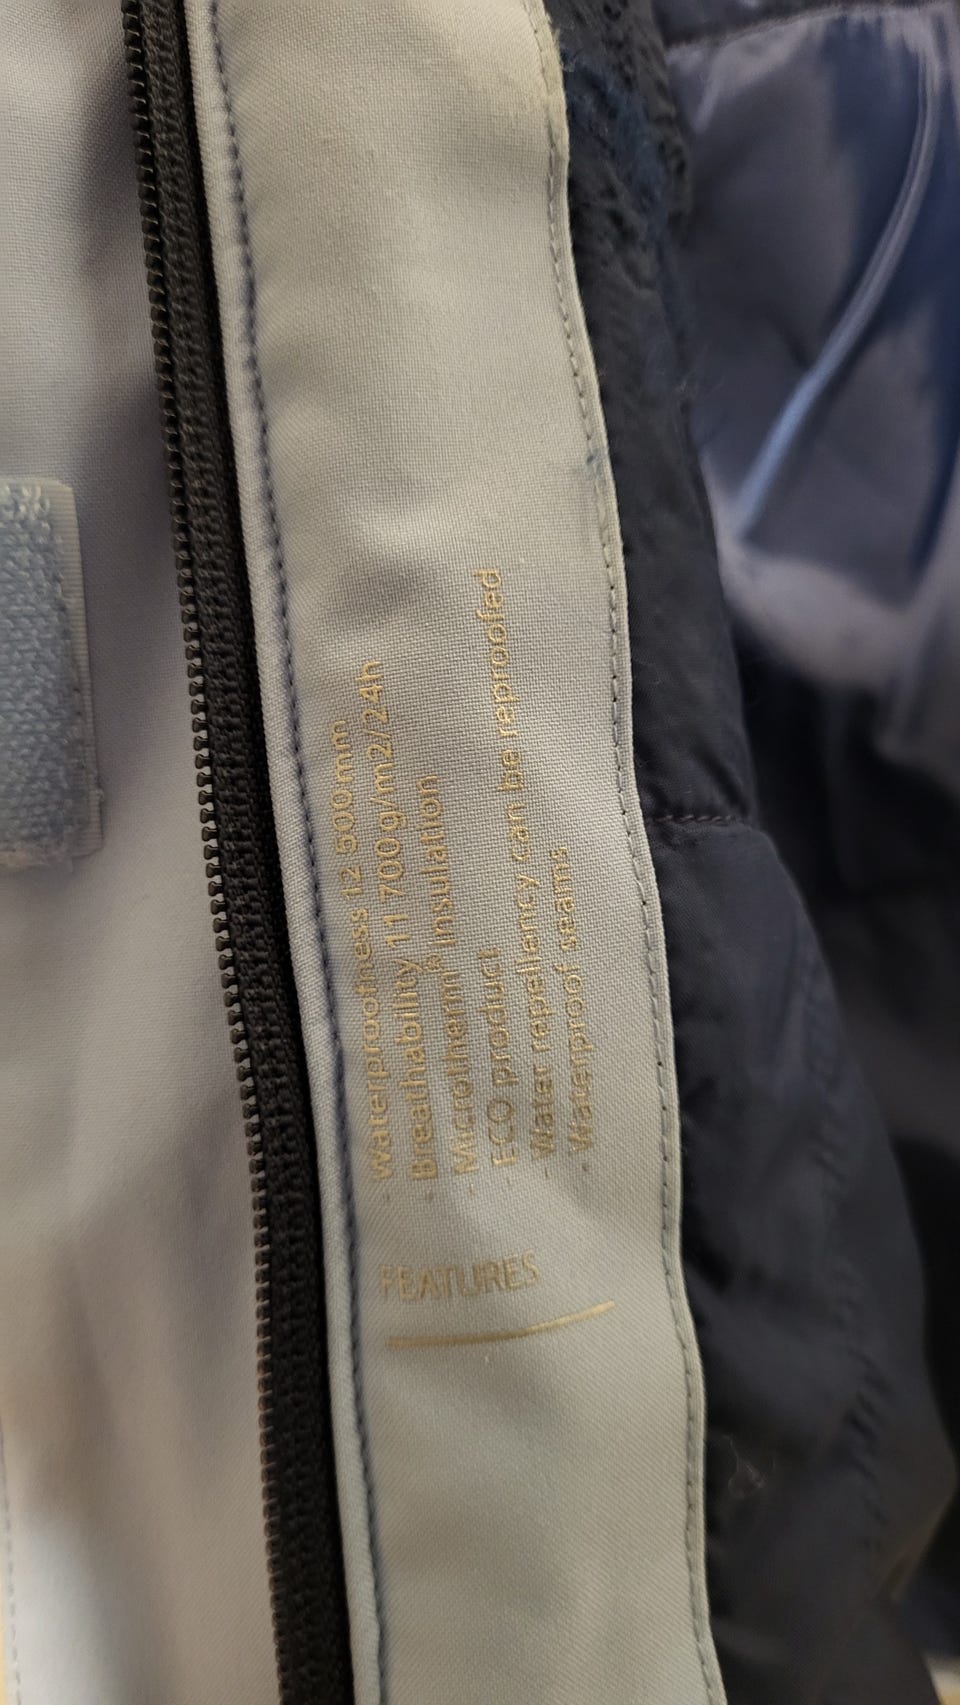 FEATURES
- Waterproofness 12 500mm
- Breathability 11 700g/m2/24h
- Microtherm® insulation
- ECO product
- Water repellancy can be reproofed
- Waterproof seams